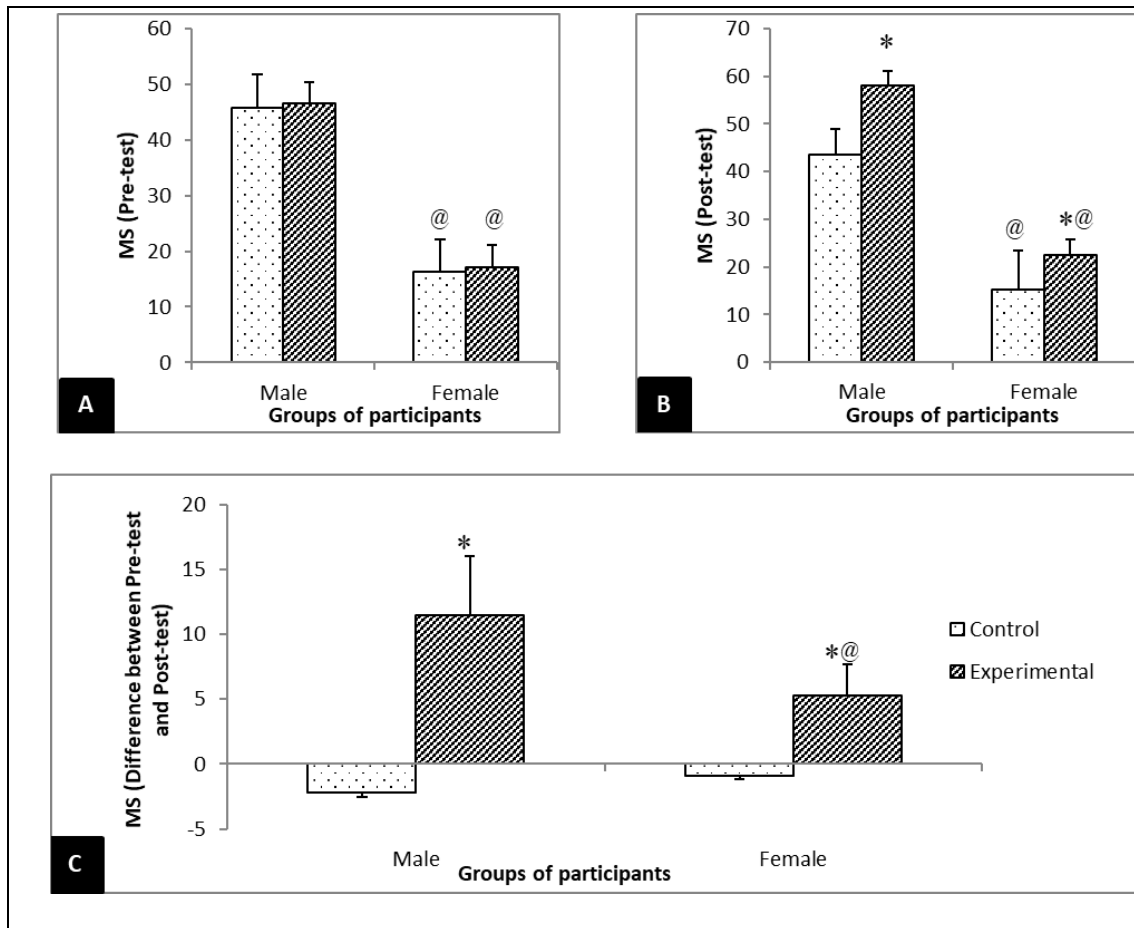 MS (Pre-test)
60
50
40
30
20
10
0
@
@
Male
Female
Groups of participants
A
MS (Post-test)
70
60
50
40
30
20
10
0
*
@
*@
Male
Female
Groups of participants
B
MS (Difference between Pre-test
and Post-test)
20
15
10
5
0
-5
*
*@
Control
Experimental
Male
Female
Groups of participants
C